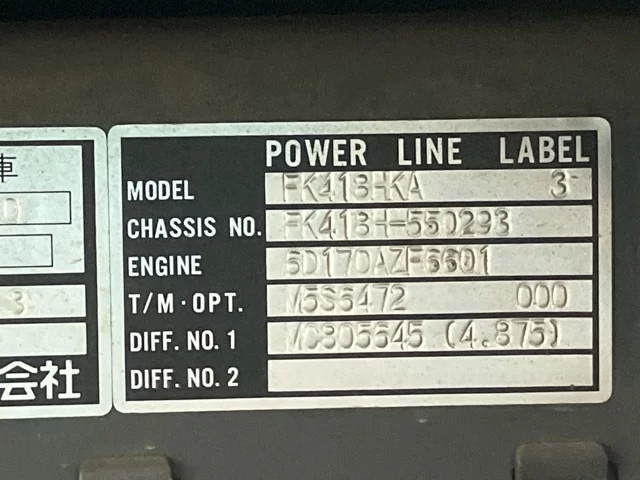 車
POWER LINE LABEL
MODEL FK418HKA 3
CHASSIS NO. FK418H-550293
ENGINE 6D170AZF6601
T/M·OPT. M5S6472 000
3
DIFF. NO. 1 MC805645 (4.875)
DIFF. NO. 2
会社